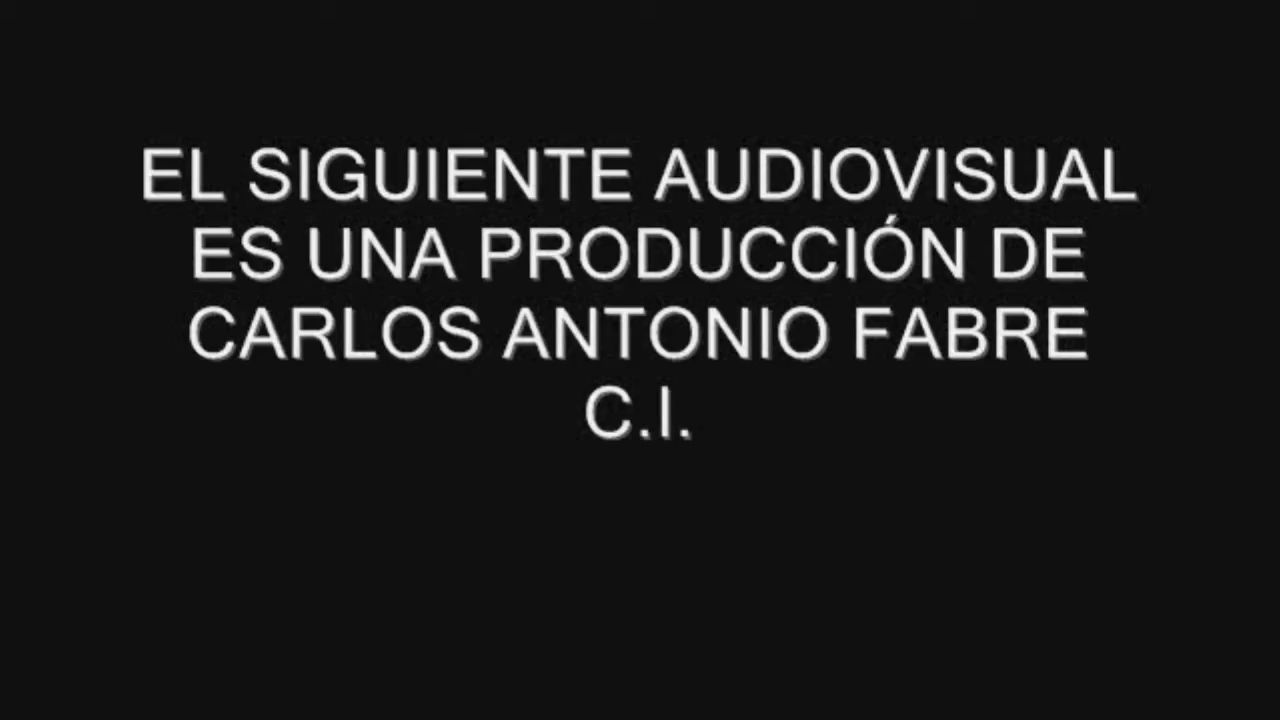 EL SIGUIENTE AUDIOVISUAL
ES UNA PRODUCCIÓN DE
CARLOS ANTONIO FABRE
C.I.